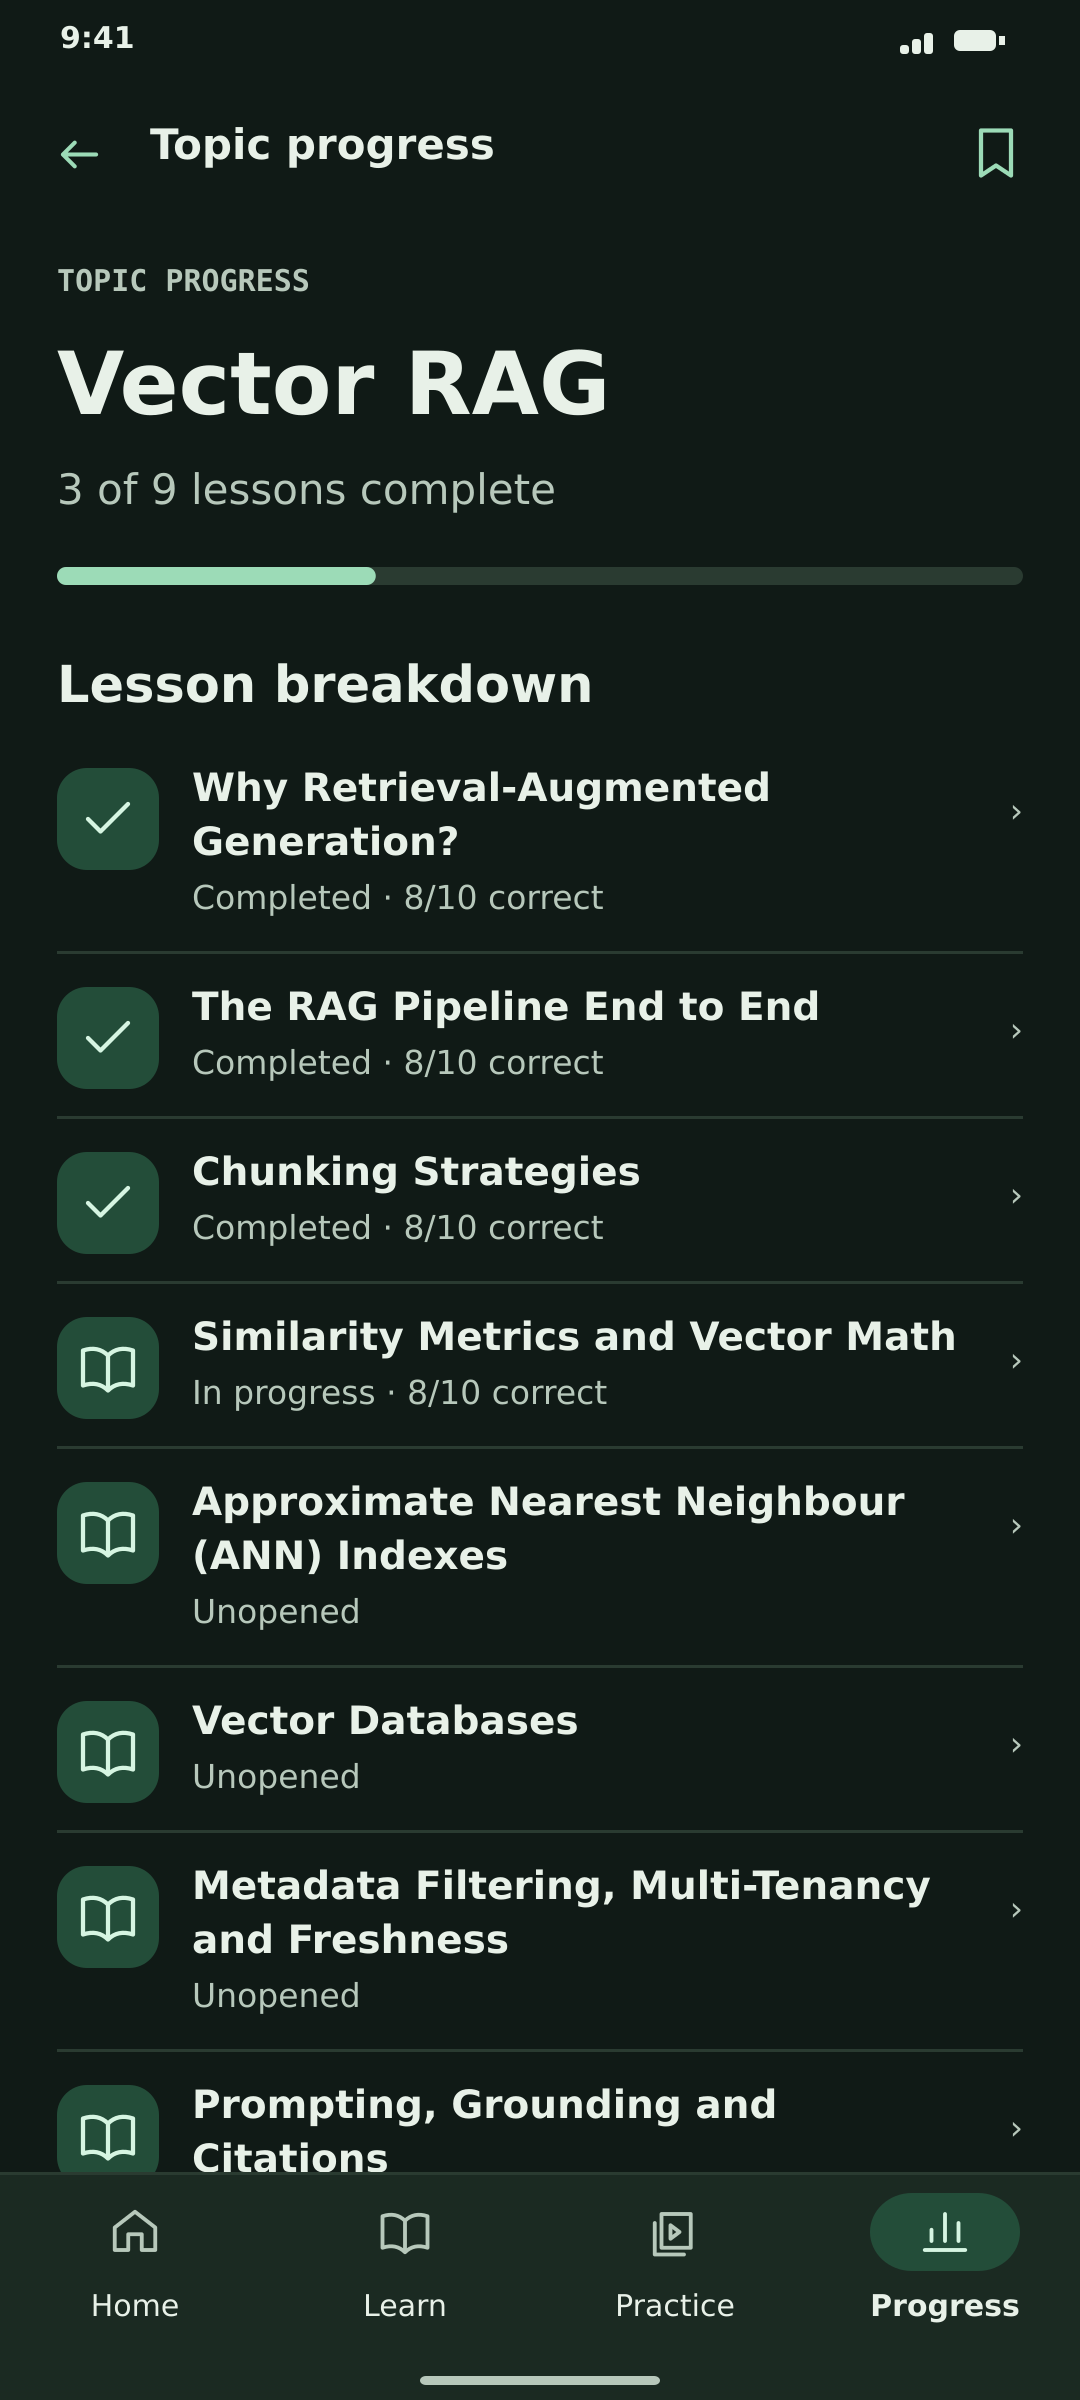 9:41
Topic progress
TOPIC PROGRESS
Vector RAG
3 of 9 lessons complete
Lesson breakdown
Why Retrieval-Augmented
Generation?
Completed · 8/10 correct
The RAG Pipeline End to End
Completed · 8/10 correct
Chunking Strategies
Completed · 8/10 correct
Similarity Metrics and Vector Math
In progress · 8/10 correct
Approximate Nearest Neighbour
(ANN) Indexes
Unopened
Vector Databases
Unopened
Metadata Filtering, Multi-Tenancy
and Freshness
Unopened
Prompting, Grounding and
Citations
Home
Learn
Practice
Progress